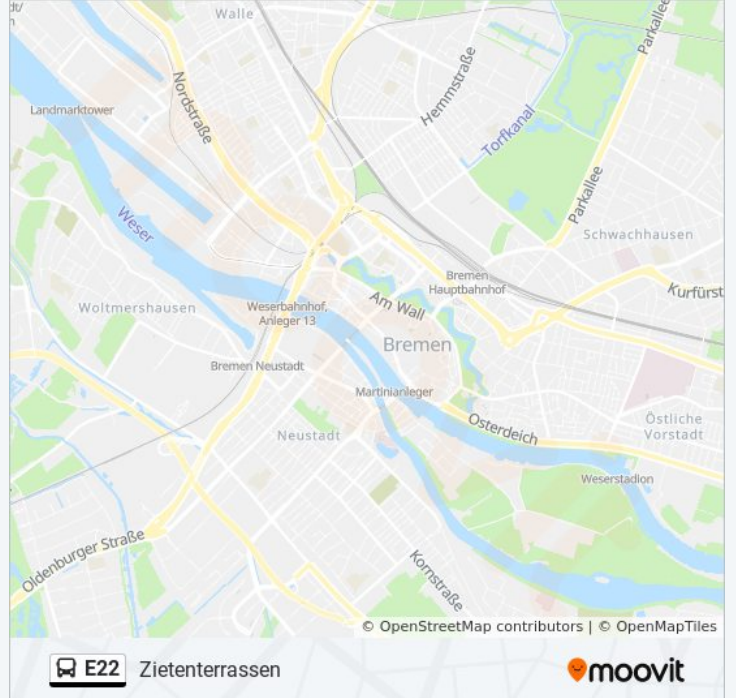 dt/
Walle
Parkallee
Nordstraße
Hemmstraße
Landmarktower
Torfkanal
Parkallee
Weser
Schwachhausen
Bremen
Hauptbahnhof
Kurfürst
Woltmershausen
Weserbahnhof,
Anleger 13
Am Wall
Bremen
Bremen Neustadt
Martinianleger
Osterdeich
Östliche
Vorstadt
Neustadt
Weserstadion
Oldenburger Straße
Kornstraße
© OpenStreetMap contributors | © OpenMapTiles
E22 Zietenterrassen
moovit